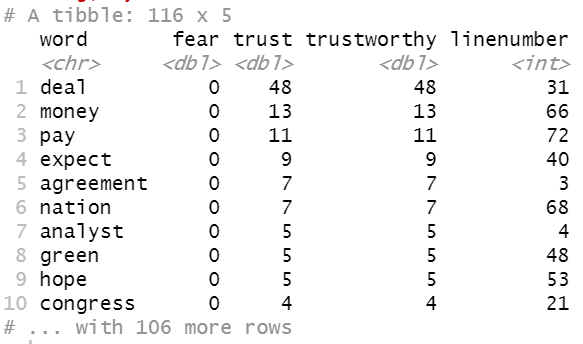 # A tibble: 116 x 5
word fear trust trustworthy linenumber
<chr> <dbl> <dbl> <dbl> <int>
1 deal 0 48 48 31
2 money 0 13 13 66
3 pay 0 11 11 72
4 expect 0 9 9 40
5 agreement 0 7 7 3
6 nation 0 7 7 68
7 analyst 0 5 5 4
8 green 0 5 5 48
9 hope 0 5 5 53
10 congress 0 4 4 21
# ... with 106 more rows